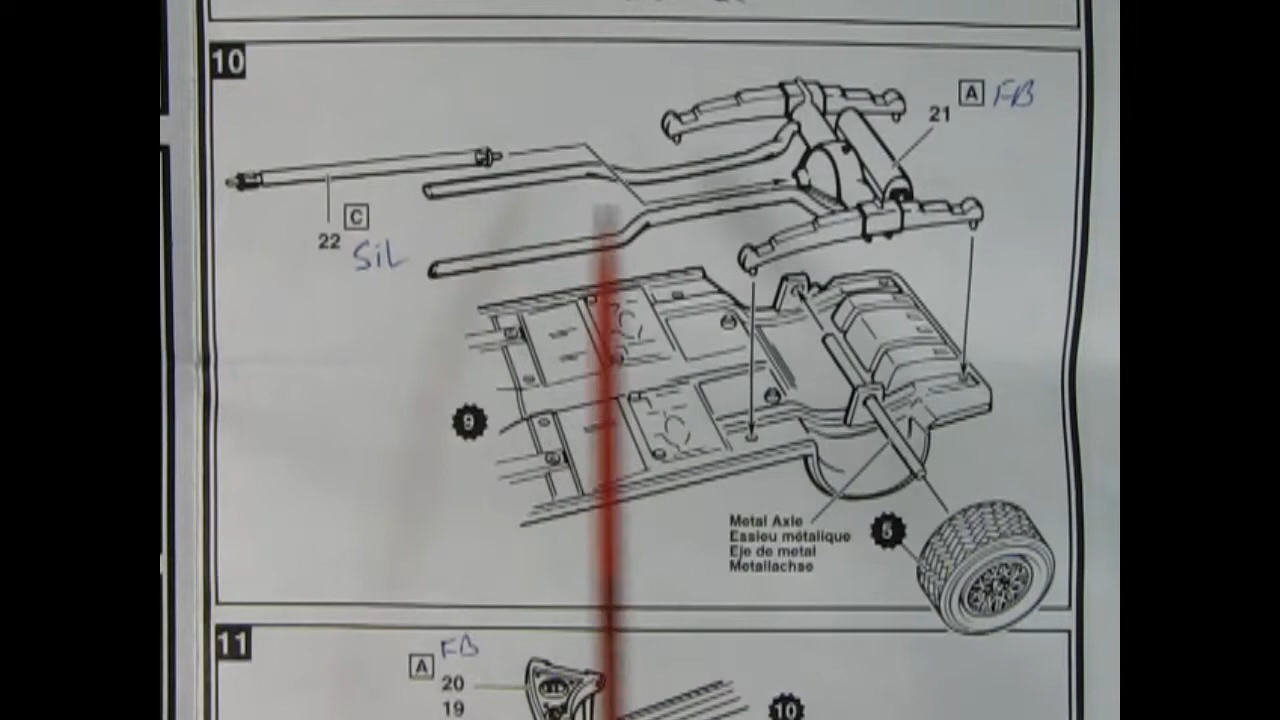 10
A FB
21
C
22
SiL
9
Metal Axle
Essieu métalique
Eje de metal
Metallachse
5
11
FB
A
20
19
10